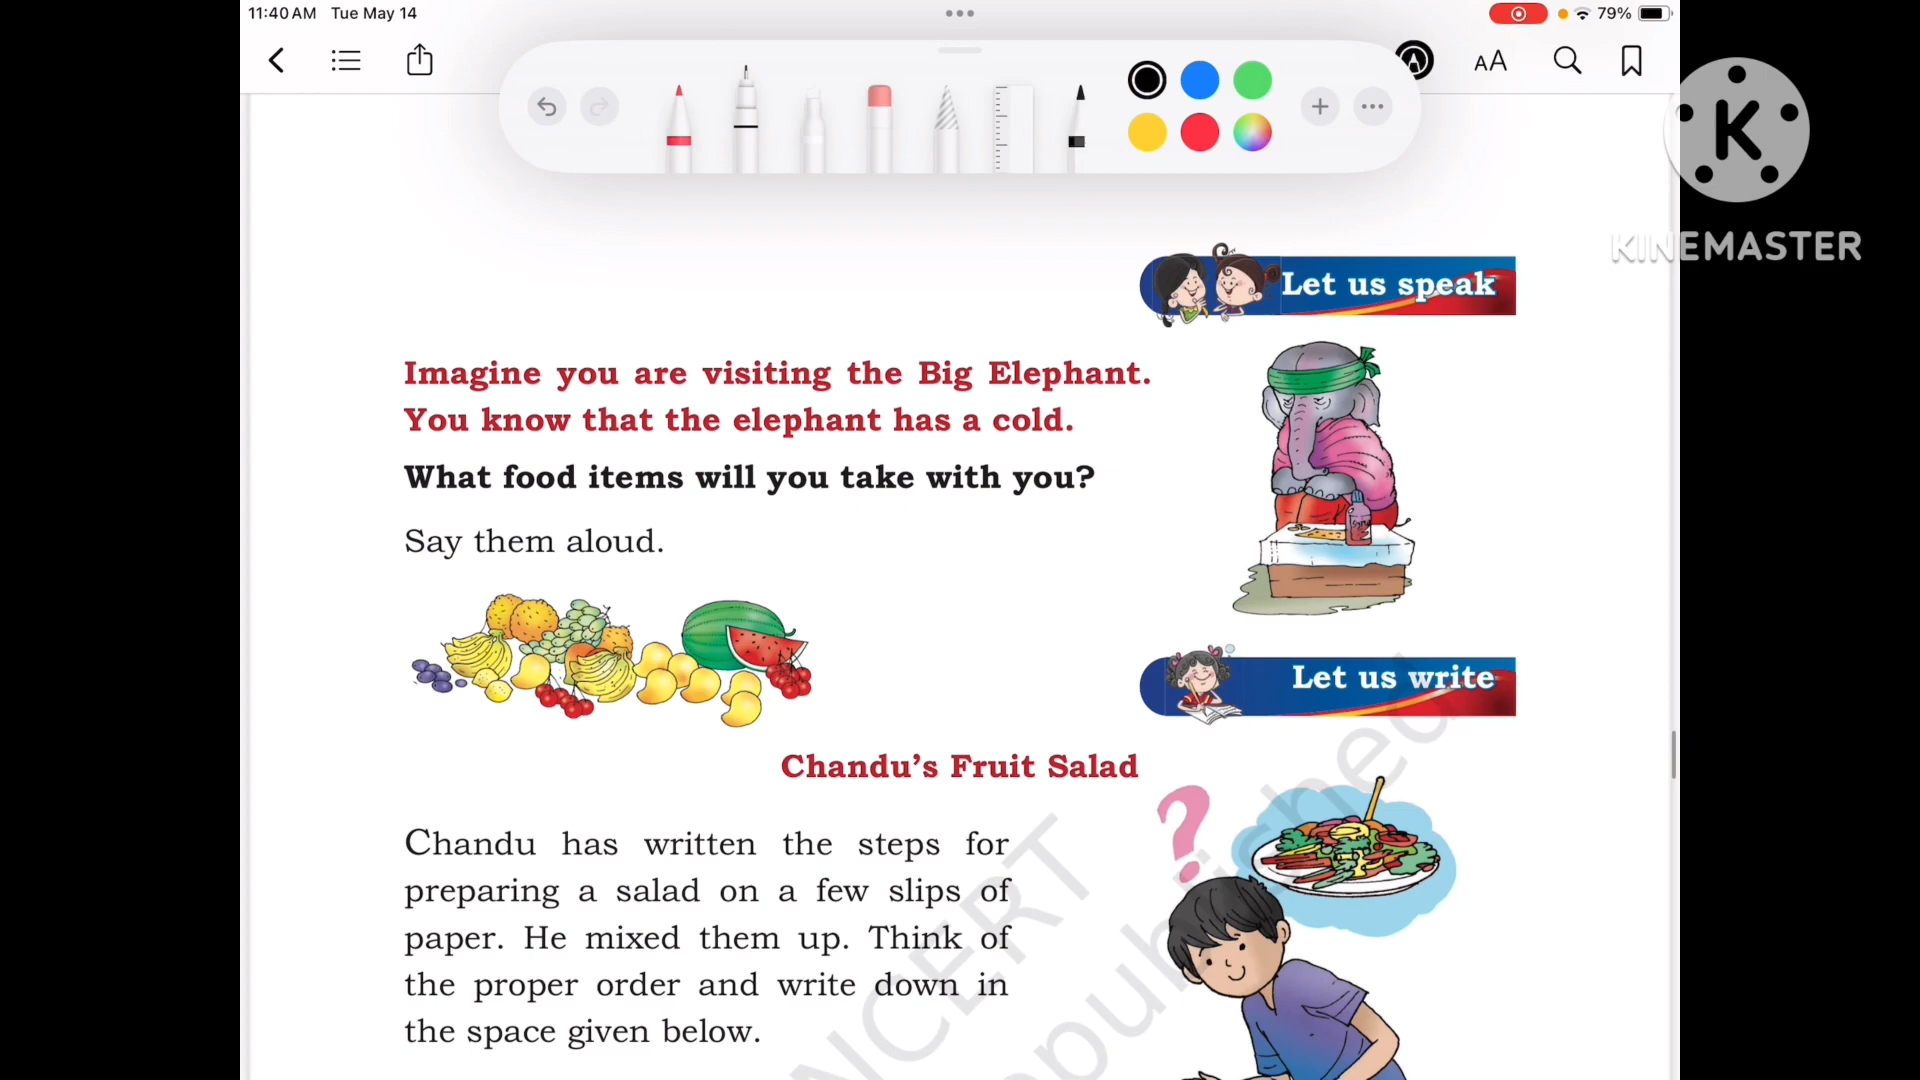 11:40 AM Tue May 14
79%
AA
K
KINEMASTER
Let us speak
Imagine you are visiting the Big Elephant.
You know that the elephant has a cold.
What food items will you take with you?
Say them aloud.
Let us write
Chandu’s Fruit Salad
?
Chandu has written the steps for
preparing a salad on a few slips of
paper. He mixed them up. Think of
the proper order and write down in
the space given below.
NCERT
republished